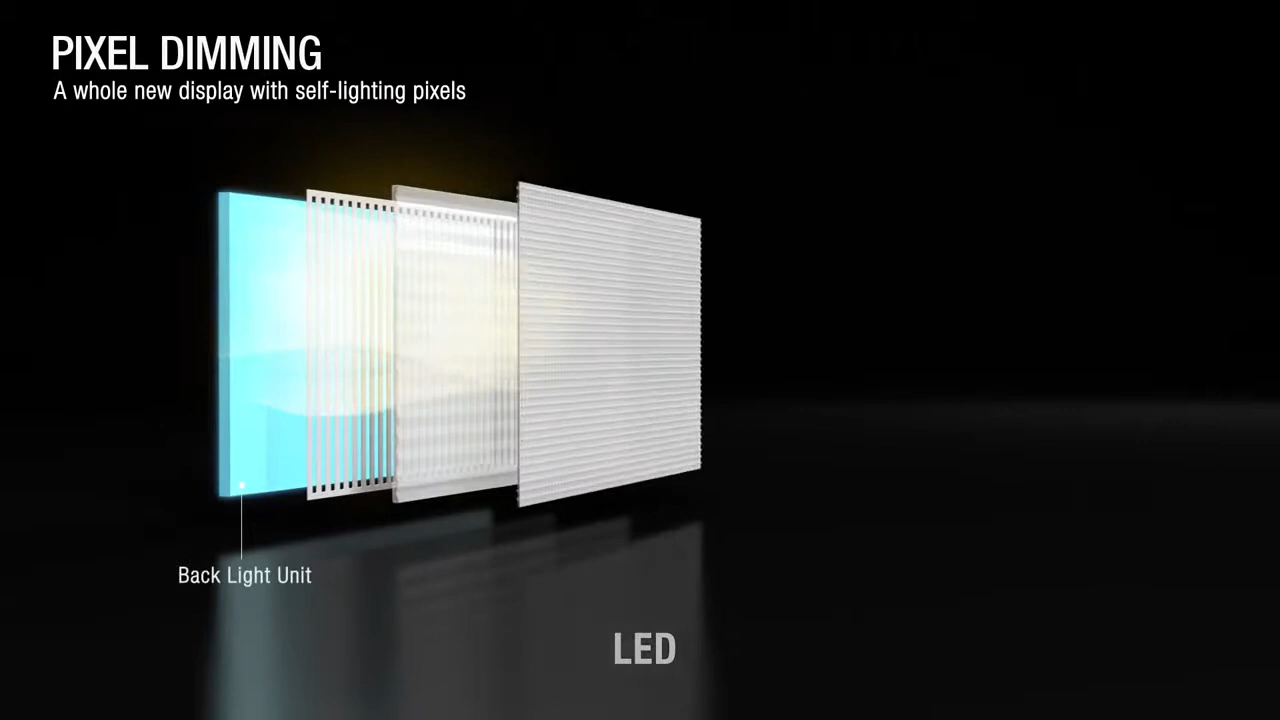 PIXEL DIMMING
A whole new display with self-lighting pixels
Back Light Unit
LED